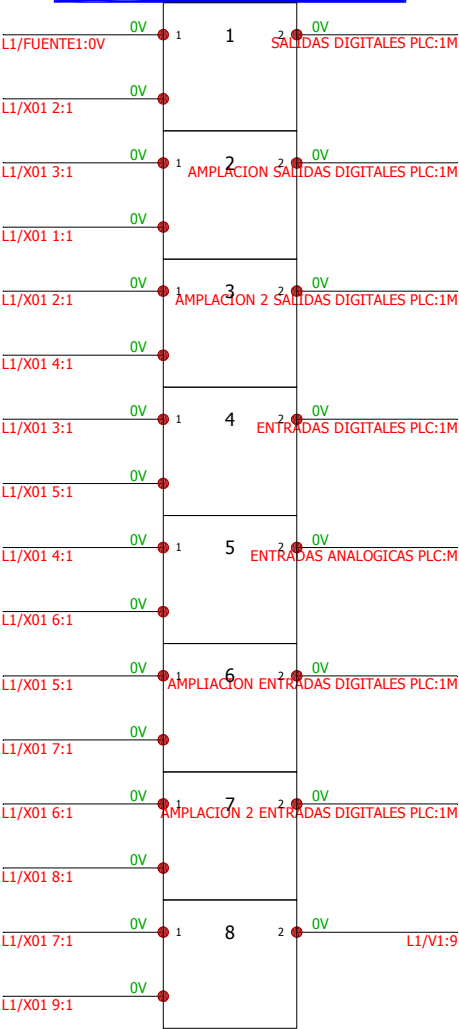 0V 1 1 2 0V
L1/FUENTE1:0V SALIDAS DIGITALES PLC:1M
0V
L1/X01 2:1
0V 1 2 2 0V
L1/X01 3:1 AMPLACION SALIDAS DIGITALES PLC:1M
0V
L1/X01 1:1
0V 1 3 2 0V
L1/X01 2:1 AMPLACION 2 SALIDAS DIGITALES PLC:1M
0V
L1/X01 4:1
0V 1 4 2 0V
L1/X01 3:1 ENTRADAS DIGITALES PLC:1M
0V
L1/X01 5:1
0V 1 5 2 0V
L1/X01 4:1 ENTRADAS ANALOGICAS PLC:M
0V
L1/X01 6:1
0V 1 6 2 0V
L1/X01 5:1 AMPLIACION ENTRADAS DIGITALES PLC:1M
0V
L1/X01 7:1
0V 1 7 2 0V
L1/X01 6:1 AMPLACION 2 ENTRADAS DIGITALES PLC:1M
0V
L1/X01 8:1
0V 1 8 2 0V
L1/X01 7:1 L1/V1:9
0V
L1/X01 9:1